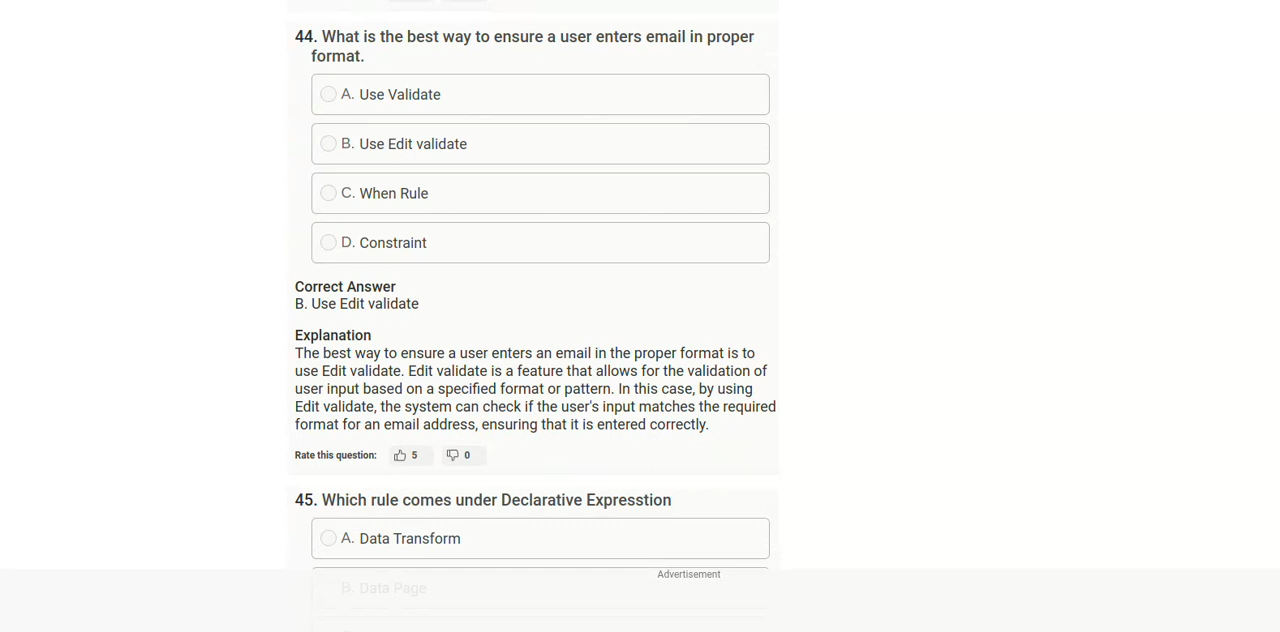 44. What is the best way to ensure a user enters email in proper
format.
A. Use Validate
B. Use Edit validate
C. When Rule
D. Constraint
Correct Answer
B. Use Edit validate
Explanation
The best way to ensure a user enters an email in the proper format is to
use Edit validate. Edit validate is a feature that allows for the validation of
user input based on a specified format or pattern. In this case, by using
Edit validate, the system can check if the user's input matches the required
format for an email address, ensuring that it is entered correctly.
Rate this question: 5 0
45. Which rule comes under Declarative Expresstion
A. Data Transform
Advertisement
B. Data Page